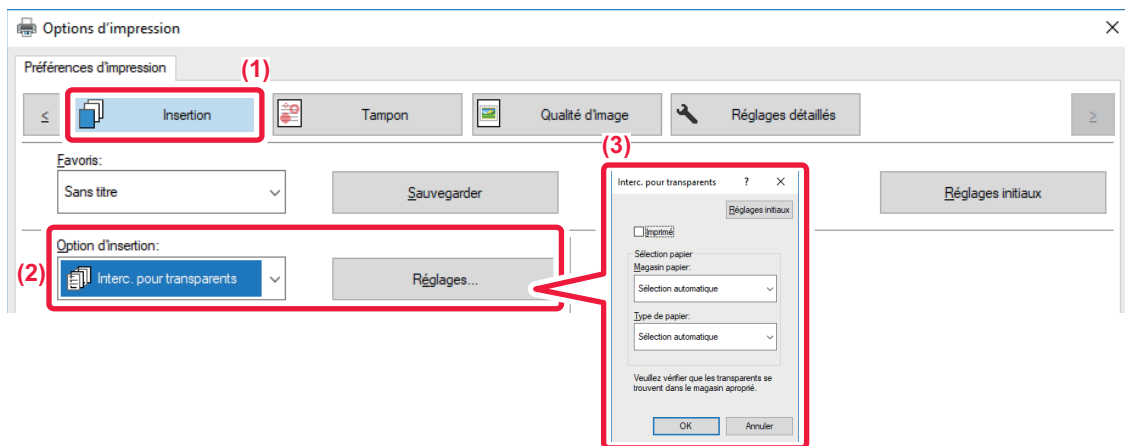 Options d'impression
Préférences d'impression
(1)
<
Insertion
Tampon
Qualité d'image
Réglages détaillés
>
(3)
Favoris:
Sans titre
Sauvegarder
Réglages initiaux
(2)
Option d'insertion:
Interc. pour transparents
Réglages...
Interc. pour transparents ?
Réglages initiaux
Imprimé
Sélection papier
Magasin papier:
Sélection automatique
Type de papier:
Sélection automatique
Veuillez vérifier que les transparents se
trouvent dans le magasin aproprié.
OK
Annuler